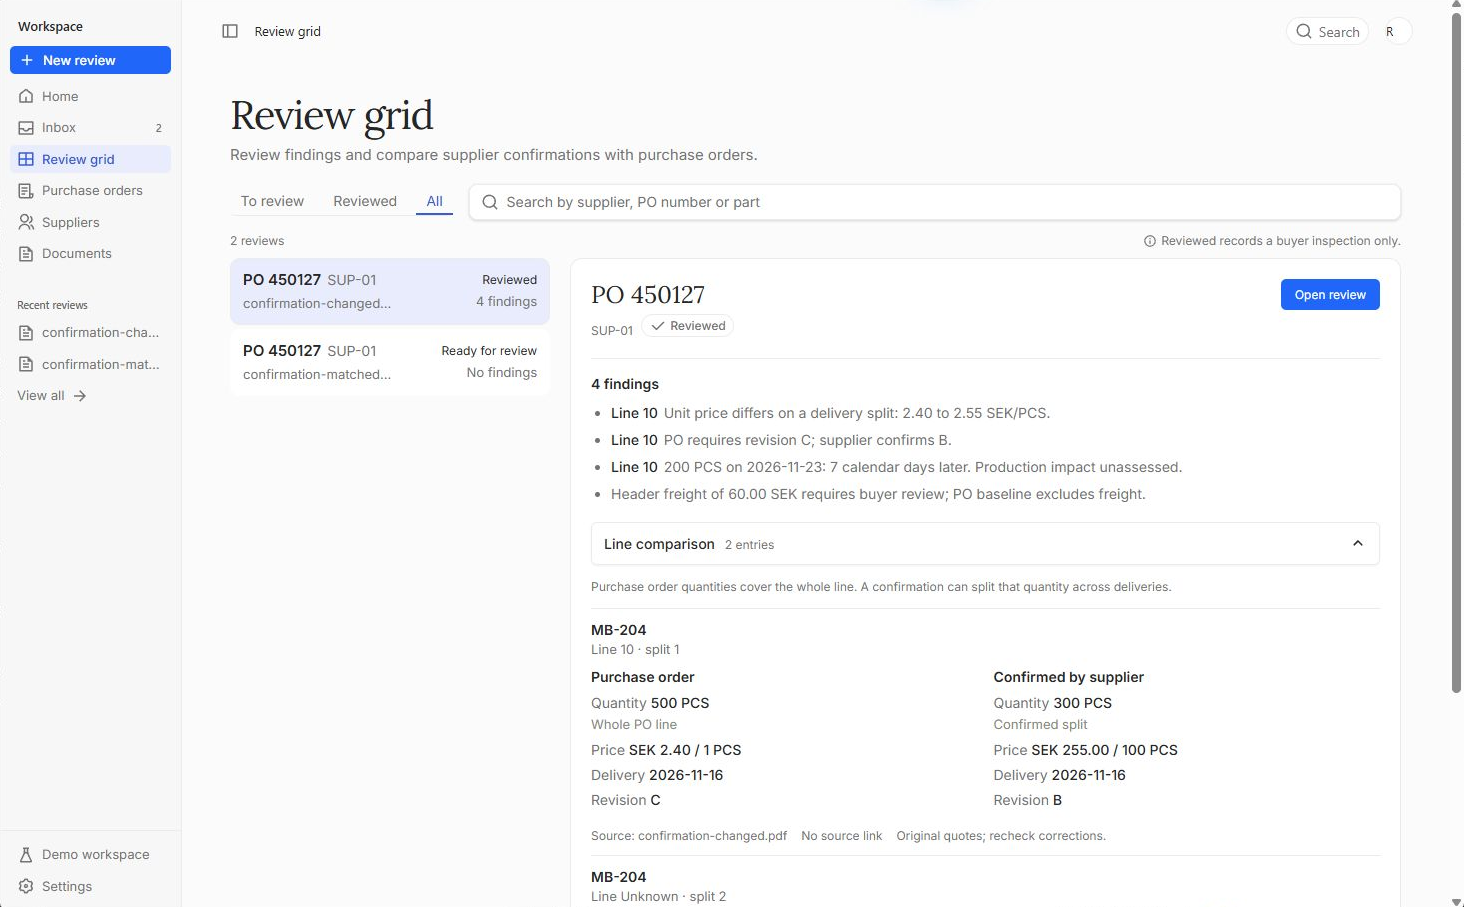 Workspace
New review
Home
Inbox 2
Review grid
Purchase orders
Suppliers
Documents
Recent reviews
confirmation-cha...
confirmation-mat...
View all
Demo workspace
Settings
Review grid
Search
R
Review grid
Review findings and compare supplier confirmations with purchase orders.
To review Reviewed All
Search by supplier, PO number or part
2 reviews
Reviewed records a buyer inspection only.
PO 450127 SUP-01 Reviewed
confirmation-changed... 4 findings
PO 450127 SUP-01 Ready for review
confirmation-matched... No findings
PO 450127
Open review
SUP-01 Reviewed
4 findings
Line 10 Unit price differs on a delivery split: 2.40 to 2.55 SEK/PCS.
Line 10 PO requires revision C; supplier confirms B.
Line 10 200 PCS on 2026-11-23: 7 calendar days later. Production impact unassessed.
Header freight of 60.00 SEK requires buyer review; PO baseline excludes freight.
Line comparison 2 entries
Purchase order quantities cover the whole line. A confirmation can split that quantity across deliveries.
MB-204
Line 10 · split 1
Purchase order
Quantity 500 PCS
Whole PO line
Price SEK 2.40 / 1 PCS
Delivery 2026-11-16
Revision C
Confirmed by supplier
Quantity 300 PCS
Confirmed split
Price SEK 255.00 / 100 PCS
Delivery 2026-11-16
Revision B
Source: confirmation-changed.pdf No source link Original quotes; recheck corrections.
MB-204
Line Unknown · split 2